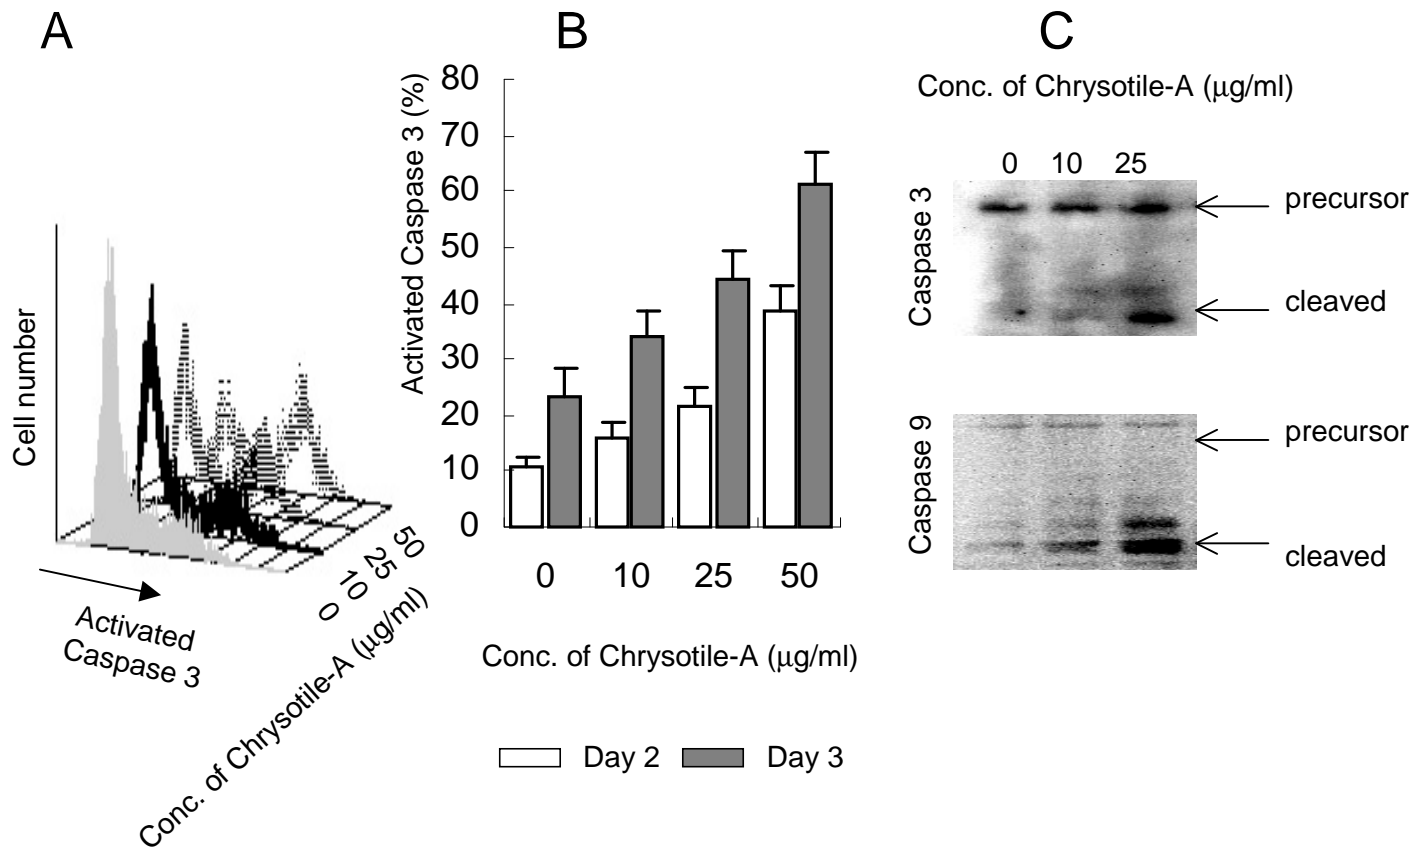 A
Cell number
Activated
Caspase 3
0
10
25
50
Conc. of Chrysotile-A (μg/ml)
B
Activated Caspase 3 (%)
80
70
60
50
40
30
20
10
0
0 10 25 50
Conc. of Chrysotile-A (μg/ml)
Day 2 Day 3
C
Conc. of Chrysotile-A (μg/ml)
0 10 25
Caspase 3
precursor
cleaved
Caspase 9
precursor
cleaved